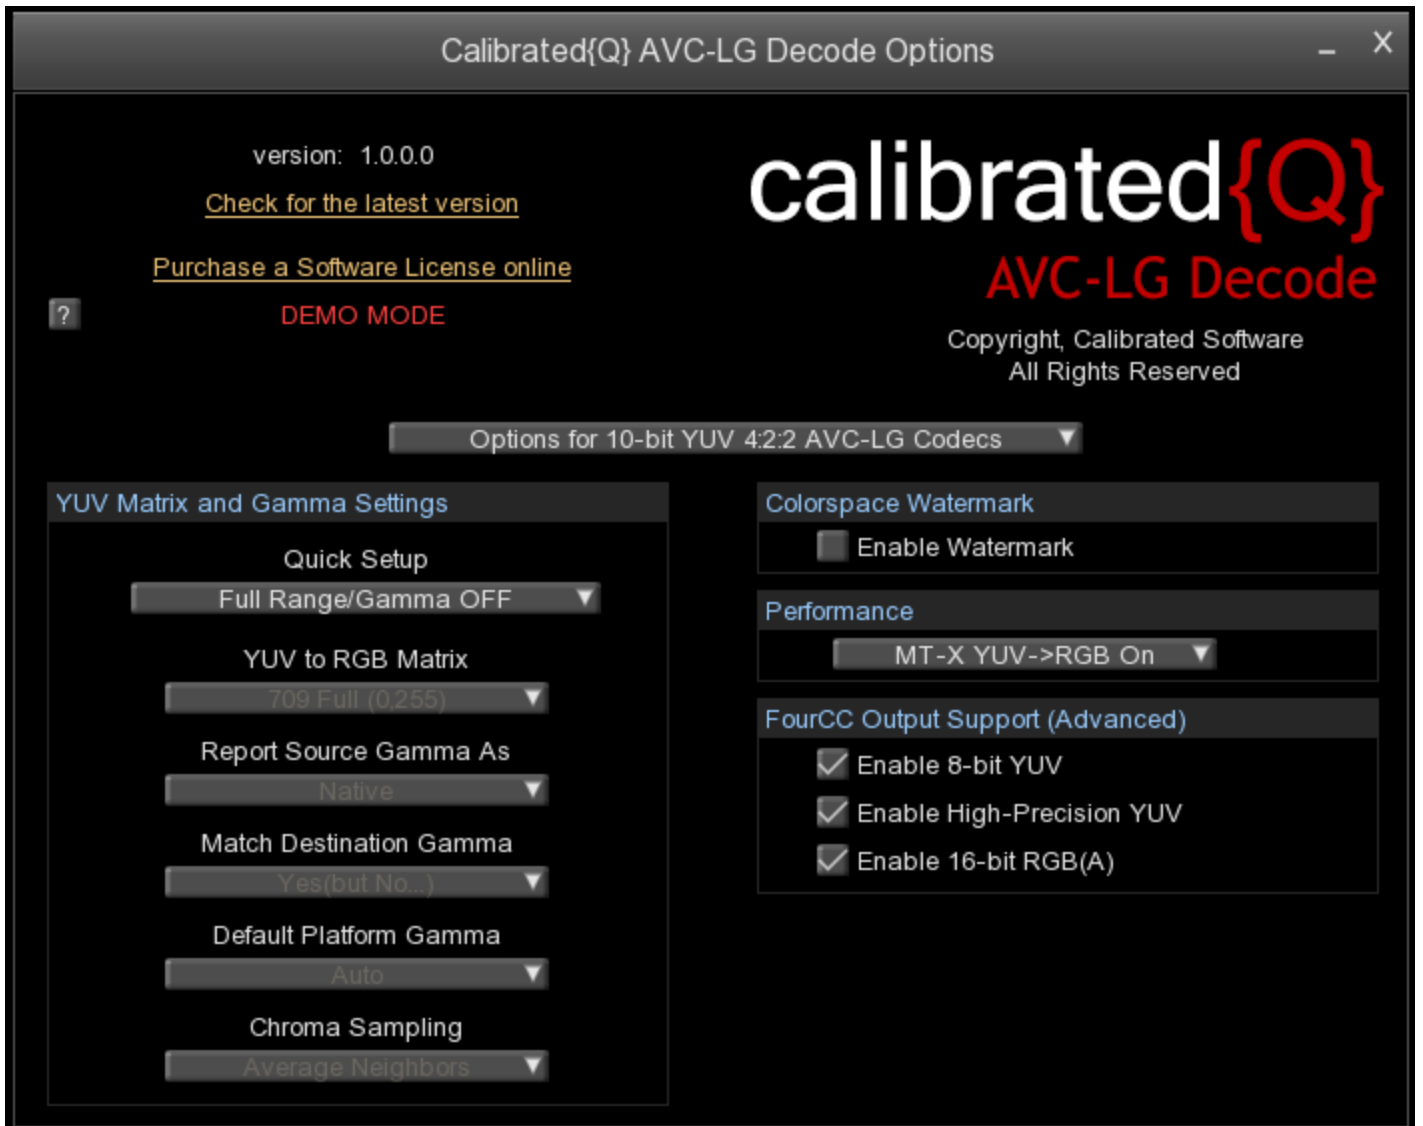 Calibrated{Q} AVC-LG Decode Options
version: 1.0.0.0
Check for the latest version
Purchase a Software License online
? DEMO MODE
calibrated{Q}
AVC-LG Decode
Copyright, Calibrated Software
All Rights Reserved
Options for 10-bit YUV 4:2:2 AVC-LG Codecs
YUV Matrix and Gamma Settings
Quick Setup
Full Range/Gamma OFF
YUV to RGB Matrix
709 Full (0,255)
Report Source Gamma As
Native
Match Destination Gamma
Yes(but No...)
Default Platform Gamma
Auto
Chroma Sampling
Average Neighbors
Colorspace Watermark
Enable Watermark
Performance
MT-X YUV->RGB On
FourCC Output Support (Advanced)
Enable 8-bit YUV
Enable High-Precision YUV
Enable 16-bit RGB(A)